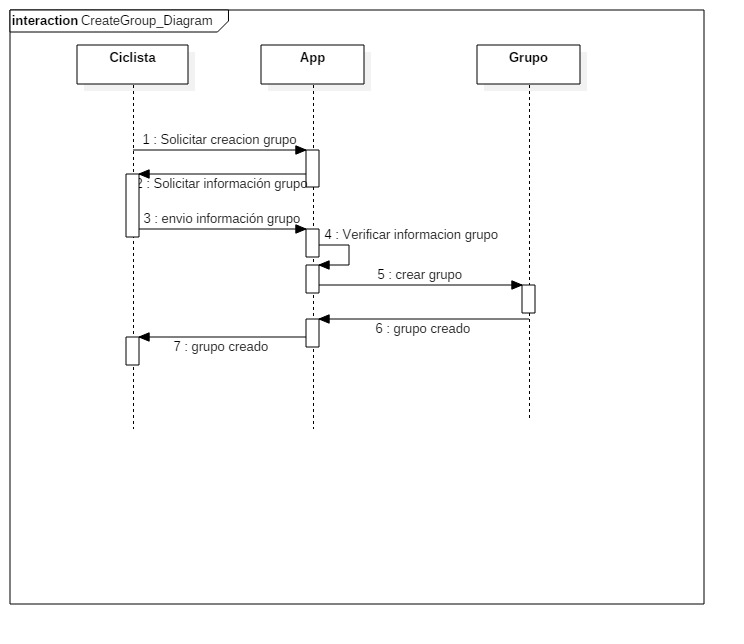 interaction CreateGroup_Diagram
Ciclista
App
Grupo
1 : Solicitar creacion grupo
2 : Solicitar información grupo
3 : envio información grupo
4 : Verificar informacion grupo
5 : crear grupo
6 : grupo creado
7 : grupo creado